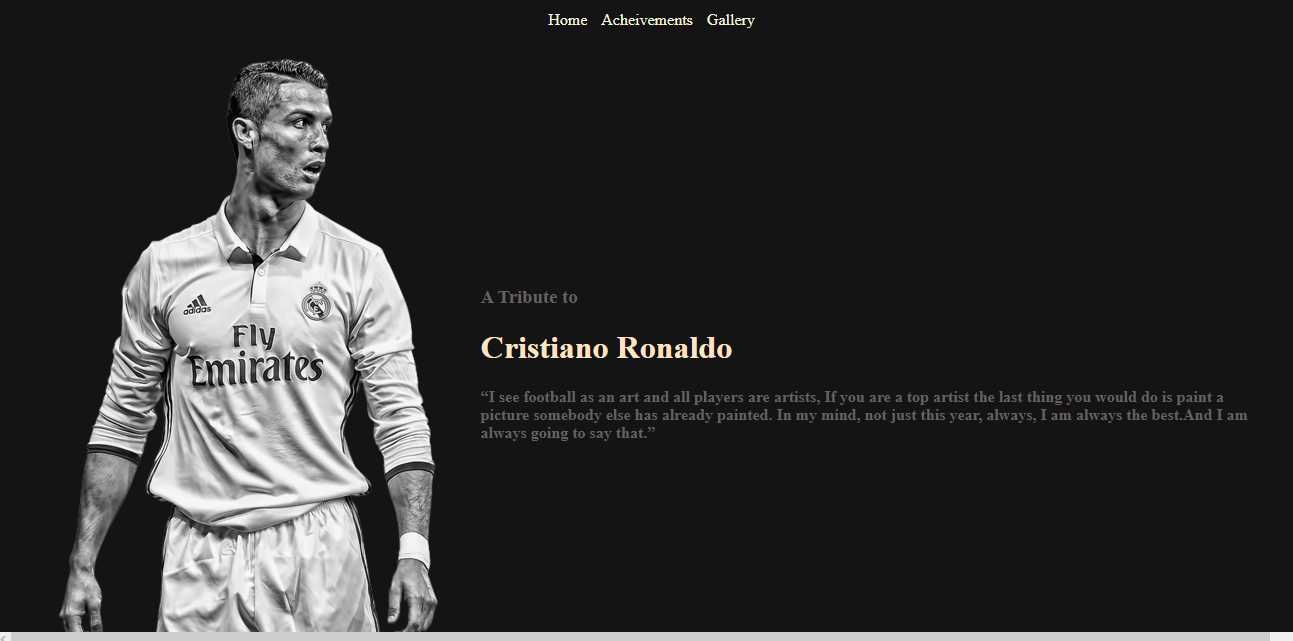 Home Acheivements Gallery
adidas
Fly
Emirates
A Tribute to
Cristiano Ronaldo
“I see football as an art and all players are artists, If you are a top artist the last thing you would do is paint a
picture somebody else has already painted. In my mind, not just this year, always, I am always the best.And I am
always going to say that.”